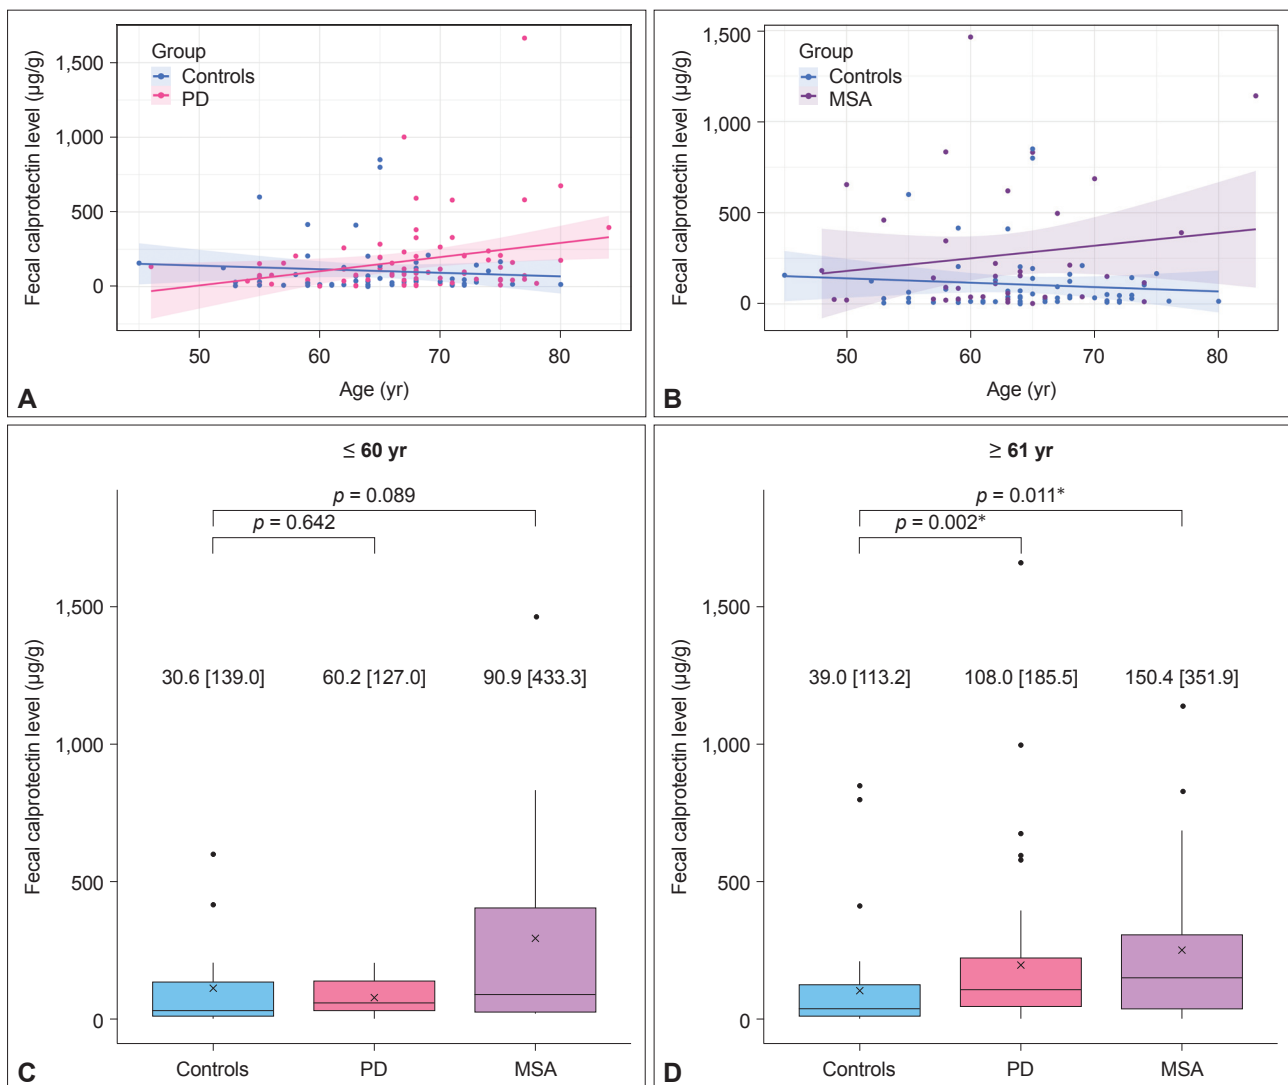 Group
Controls
PD
1,500
1,000
500
0
50
60
70
80
Age (yr)
Fecal calprotectin level (µg/g)
A
Group
Controls
MSA
1,500
1,000
500
0
50
60
70
80
Age (yr)
Fecal calprotectin level (µg/g)
B
≤ 60 yr
p = 0.089
p = 0.642
1,500
1,000
500
0
30.6 [139.0]
60.2 [127.0]
90.9 [433.3]
Fecal calprotectin level (µg/g)
Controls
PD
MSA
C
≥ 61 yr
p = 0.011*
p = 0.002*
1,500
1,000
500
0
39.0 [113.2]
108.0 [185.5]
150.4 [351.9]
Fecal calprotectin level (µg/g)
Controls
PD
MSA
D